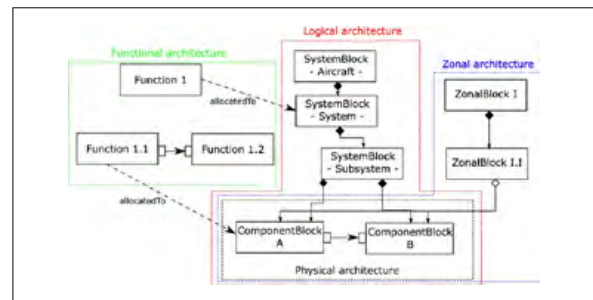 Logical architecture
Functional architecture
Zonal architecture
SystemBlock
- Aircraft -
Function 1
ZonalBlock I
allocatedTo
SystemBlock
- System -
Function 1.1
Function 1.2
SystemBlock
- Subsystem -
ZonalBlock I.I
allocatedTo
ComponentBlock
A
ComponentBlock
B
Physical architecture